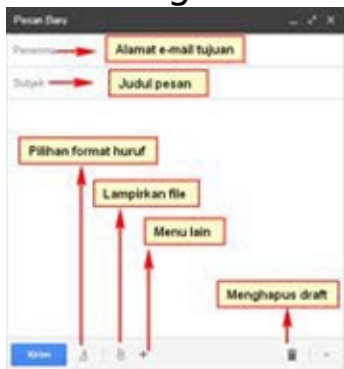 Pesan Baru
Penerima
Alamat e-mail tujuan
Subjek
Judul pesan
Pilihan format huruf
Lampirkan file
Menu lain
Menghapus draft
Kirim
A